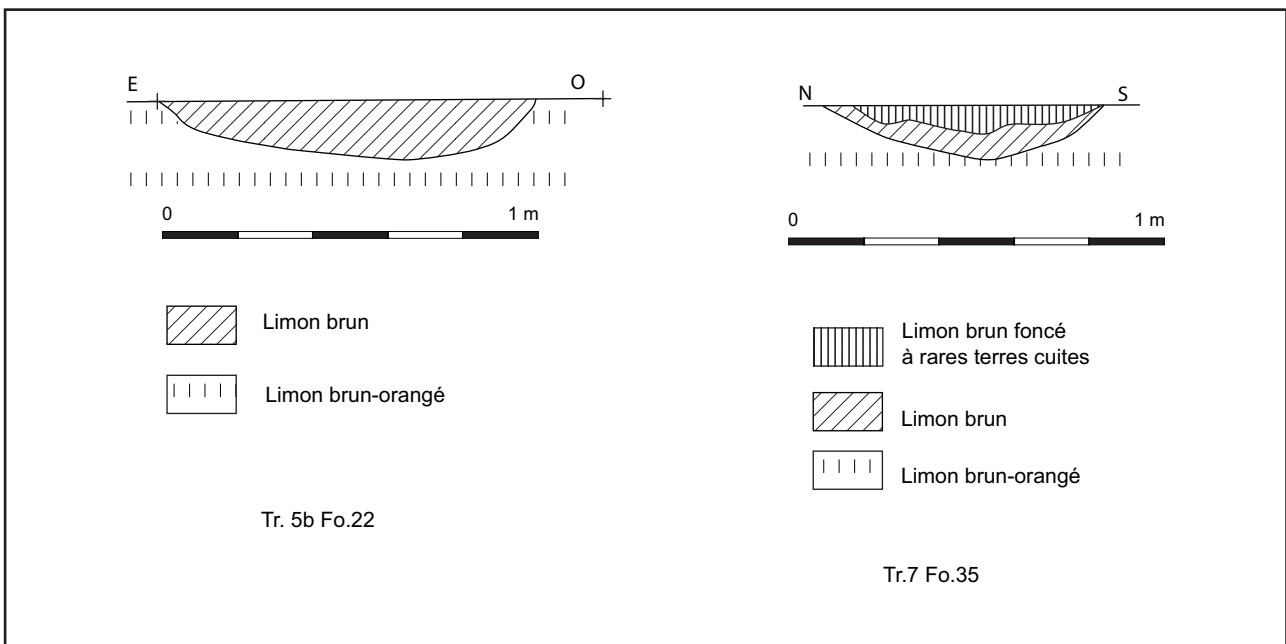 E
O
0
1 m
Limon brun
Limon brun-orangé
Tr. 5b Fo.22
N
S
0
1 m
Limon brun foncé
à rares terres cuites
Limon brun
Limon brun-orangé
Tr.7 Fo.35